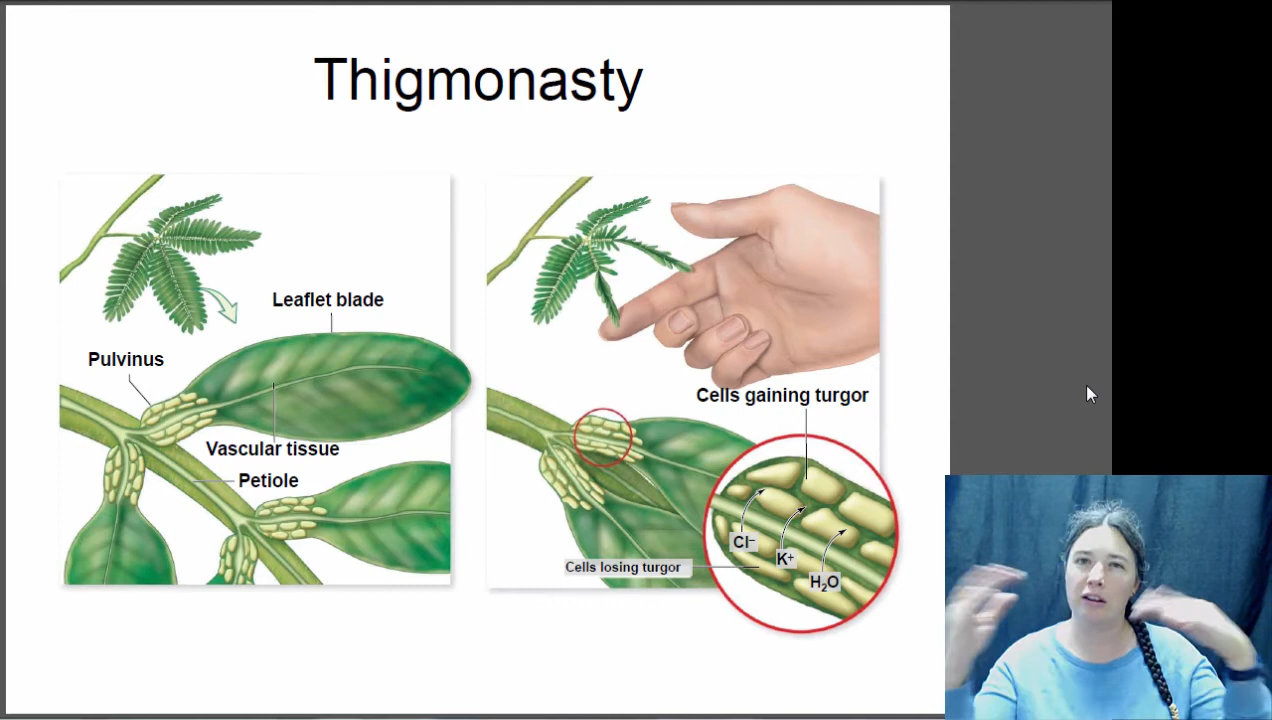 Thigmonasty
Leaflet blade
Pulvinus
Vascular tissue
Petiole
Cells gaining turgor
Cl⁻
K⁺
H₂O
Cells losing turgor